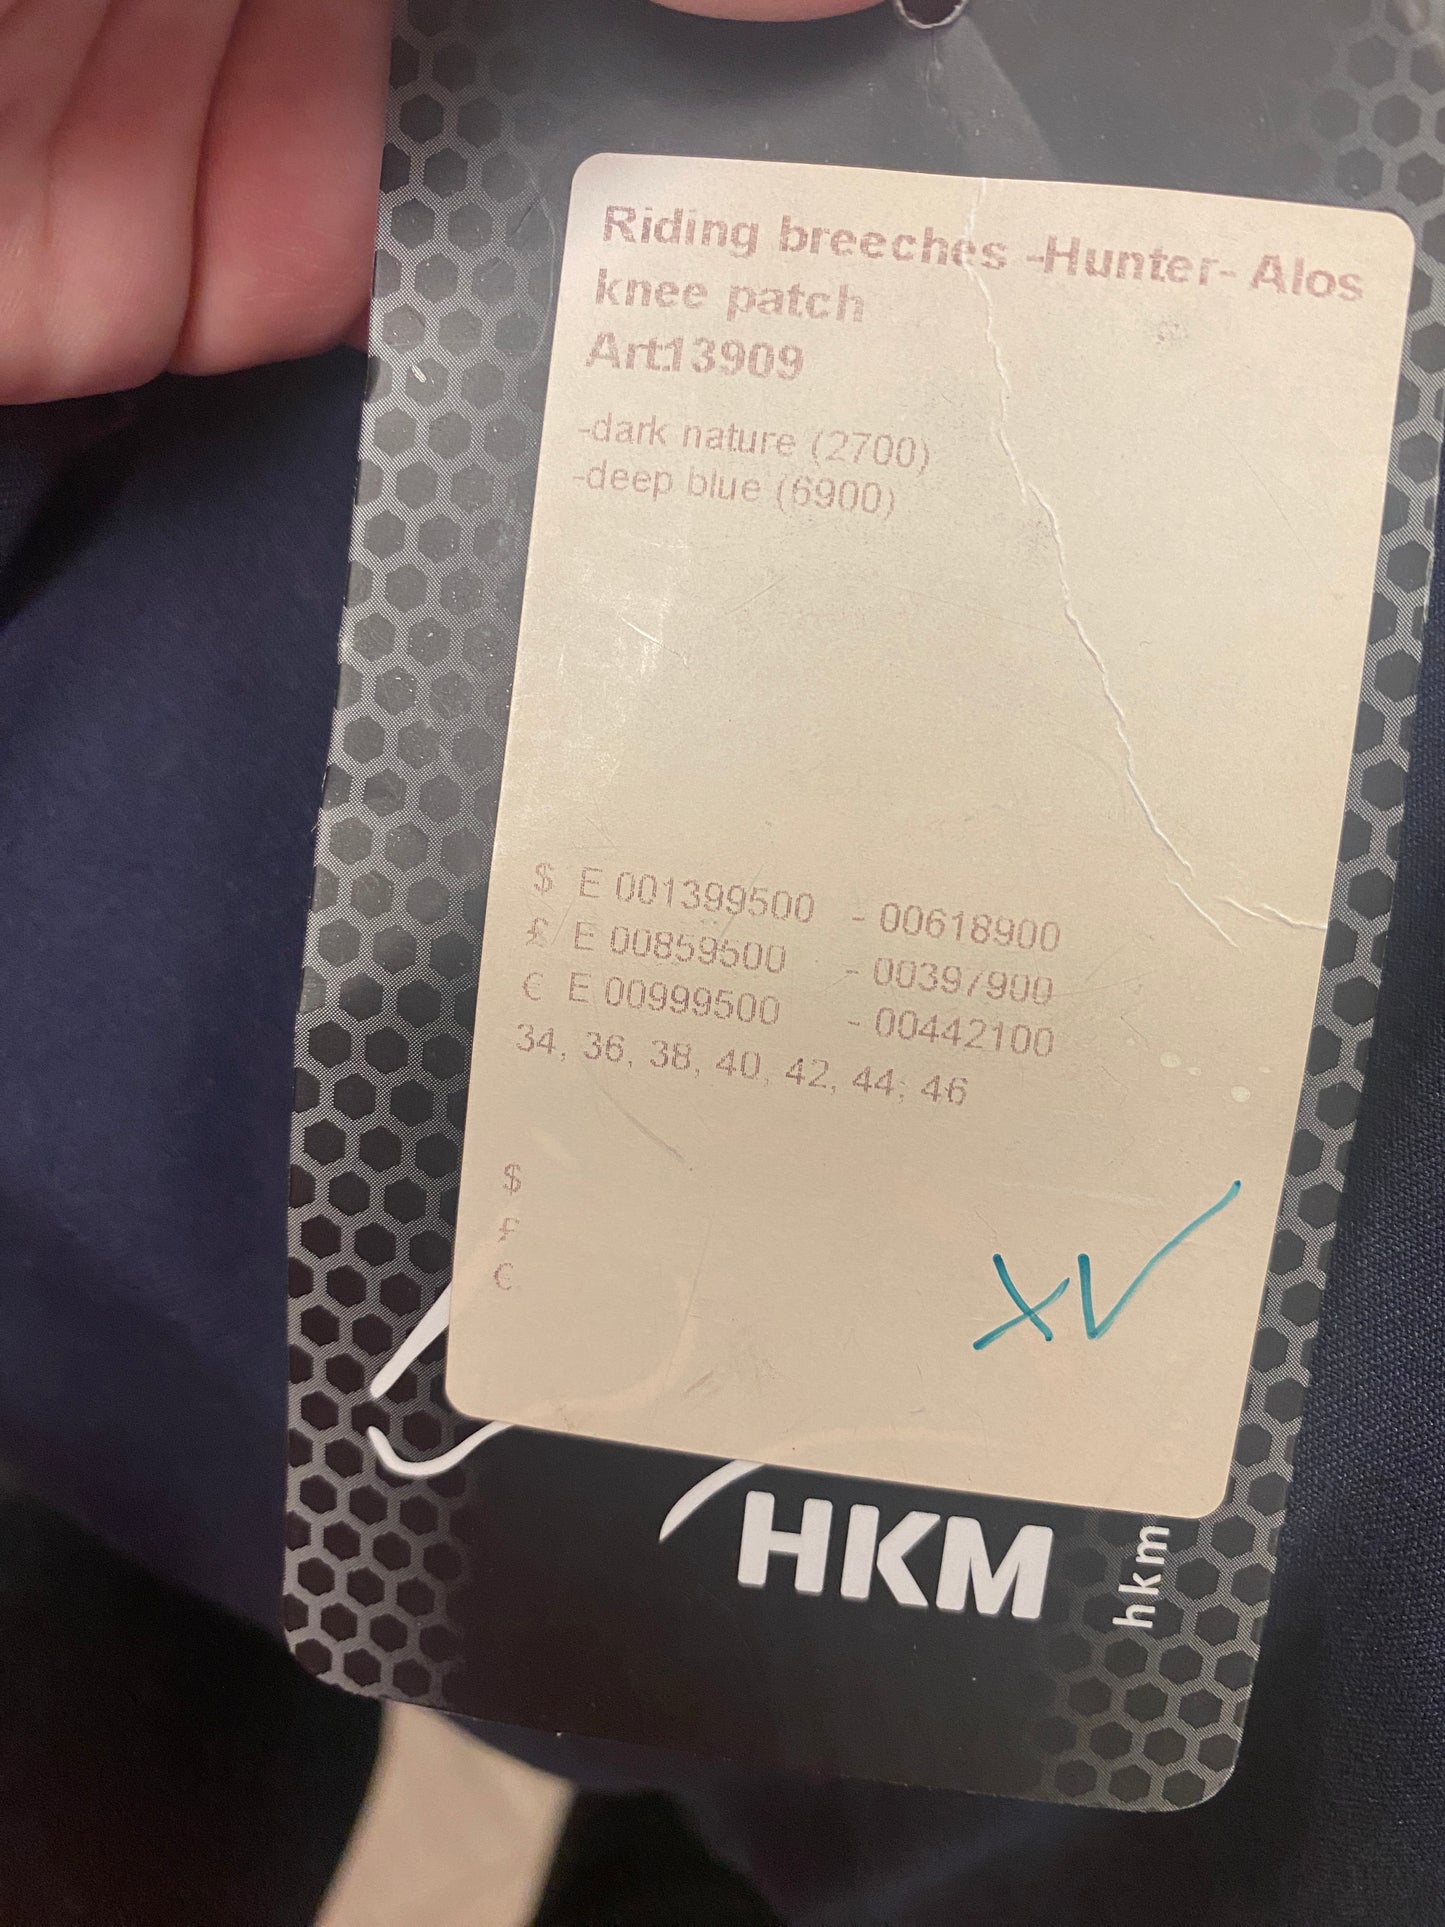 Riding breeches -Hunter- Alos
knee patch
Art.13909
-dark nature (2700)
-deep blue (6900)
$ E 001399500 - 00618900
£ E 00859500 - 00397900
€ E 00999500 - 00442100
34, 36, 38, 40, 42, 44, 46
$
£
€
XV
HKM
hkm